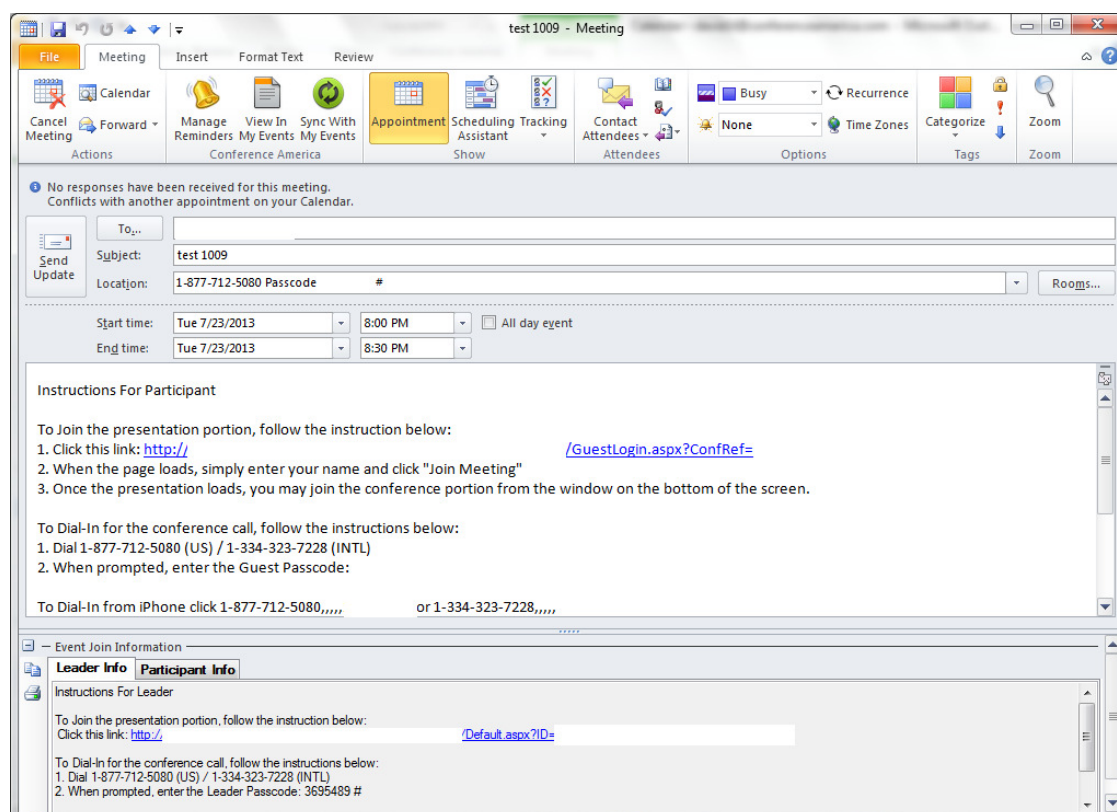 test 1009 - Meeting
File Meeting Insert Format Text Review
Cancel Meeting
Calendar
Forward
Actions
Manage Reminders
View In My Events
Sync With My Events
Conference America
Appointment
Scheduling Assistant
Tracking
Show
Contact Attendees
Attendees
Busy
Recurrence
None
Time Zones
Options
Categorize
Tags
Zoom
Zoom
No responses have been received for this meeting.
Conflicts with another appointment on your Calendar.
Send Update
To...
Subject: test 1009
Location: 1-877-712-5080 Passcode #
Rooms...
Start time: Tue 7/23/2013 8:00 PM All day event
End time: Tue 7/23/2013 8:30 PM
Instructions For Participant
To Join the presentation portion, follow the instruction below:
1. Click this link: http:/ /GuestLogin.aspx?ConfRef=
2. When the page loads, simply enter your name and click "Join Meeting"
3. Once the presentation loads, you may join the conference portion from the window on the bottom of the screen.
To Dial-In for the conference call, follow the instructions below:
1. Dial 1-877-712-5080 (US) / 1-334-323-7228 (INTL)
2. When prompted, enter the Guest Passcode:
To Dial-In from iPhone click 1-877-712-5080,,,,, or 1-334-323-7228,,,,,
Event Join Information
Leader Info Participant Info
Instructions For Leader
To Join the presentation portion, follow the instruction below:
Click this link: http:/ /Default.aspx?ID=
To Dial-In for the conference call, follow the instructions below:
1. Dial 1-877-712-5080 (US) / 1-334-323-7228 (INTL)
2. When prompted, enter the Leader Passcode: 3695489 #